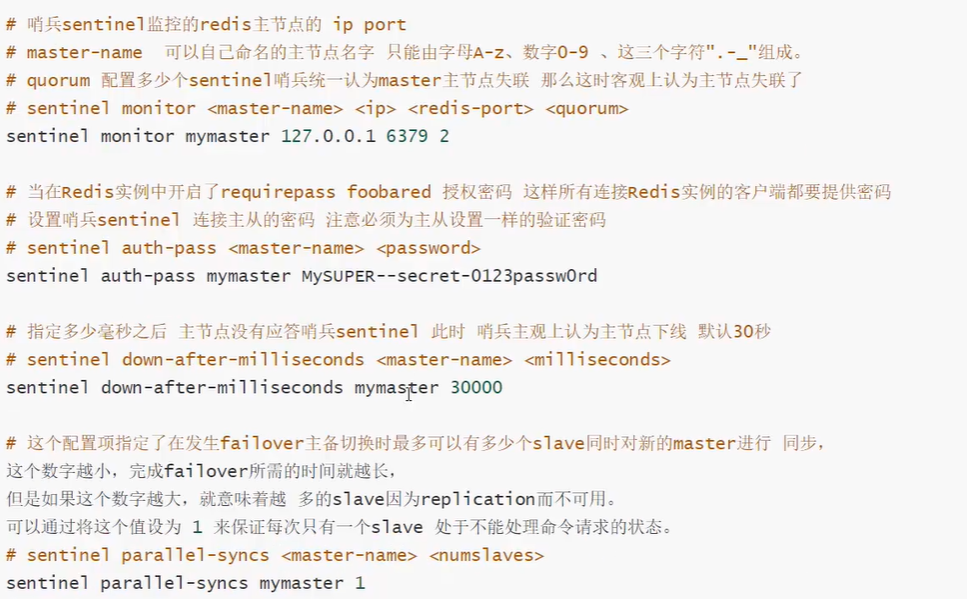 # 哨兵sentinel监控的redis主节点的 ip port
# master-name 可以自己命名的主节点名字 只能由字母A-z、数字0-9 、这三个字符".-_"组成。
# quorum 配置多少个sentinel哨兵统一认为master主节点失联 那么这时客观上认为主节点失联了
# sentinel monitor <master-name> <ip> <redis-port> <quorum>
sentinel monitor mymaster 127.0.0.1 6379 2
# 当在Redis实例中开启了requirepass foobared 授权密码 这样所有连接Redis实例的客户端都要提供密码
# 设置哨兵sentinel 连接主从的密码 注意必须为主从设置一样的验证密码
# sentinel auth-pass <master-name> <password>
sentinel auth-pass mymaster MySUPER--secret-0123passw0rd
# 指定多少毫秒之后 主节点没有应答哨兵sentinel 此时 哨兵主观上认为主节点下线 默认30秒
# sentinel down-after-milliseconds <master-name> <milliseconds>
sentinel down-after-milliseconds mymaster 30000
# 这个配置项指定了在发生failover主备切换时最多可以有多少个slave同时对新的master进行 同步，
这个数字越小，完成failover所需的时间就越长，
但是如果这个数字越大，就意味着越 多的slave因为replication而不可用。
可以通过将这个值设为 1 来保证每次只有一个slave 处于不能处理命令请求的状态。
# sentinel parallel-syncs <master-name> <numslaves>
sentinel parallel-syncs mymaster 1